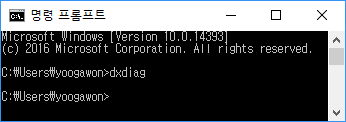 명령 프롬프트
Microsoft Windows [Version 10.0.14393]
(c) 2016 Microsoft Corporation. All rights reserved.
C:₩Users₩yoogawon>dxdiag
C:₩Users₩yoogawon>